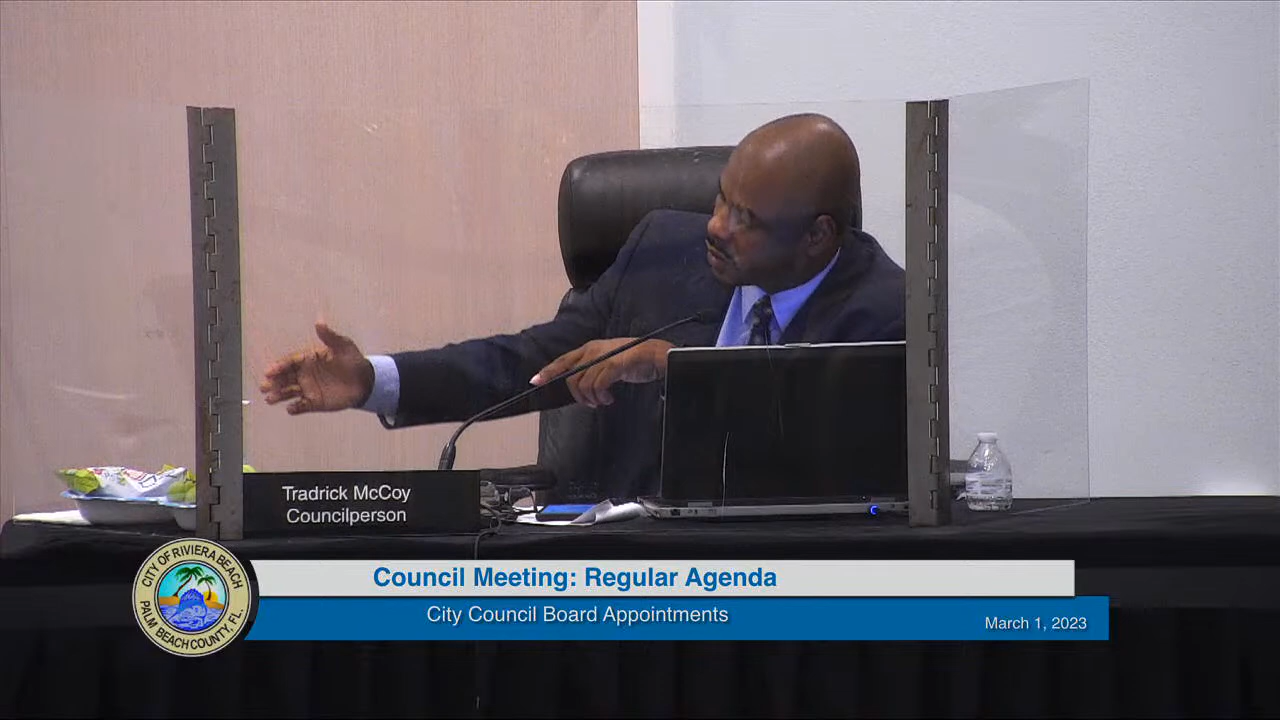 Tradrick McCoy
Councilperson
CITY OF RIVIERA BEACH
PALM BEACH COUNTY, FL.
Council Meeting: Regular Agenda
City Council Board Appointments
March 1, 2023